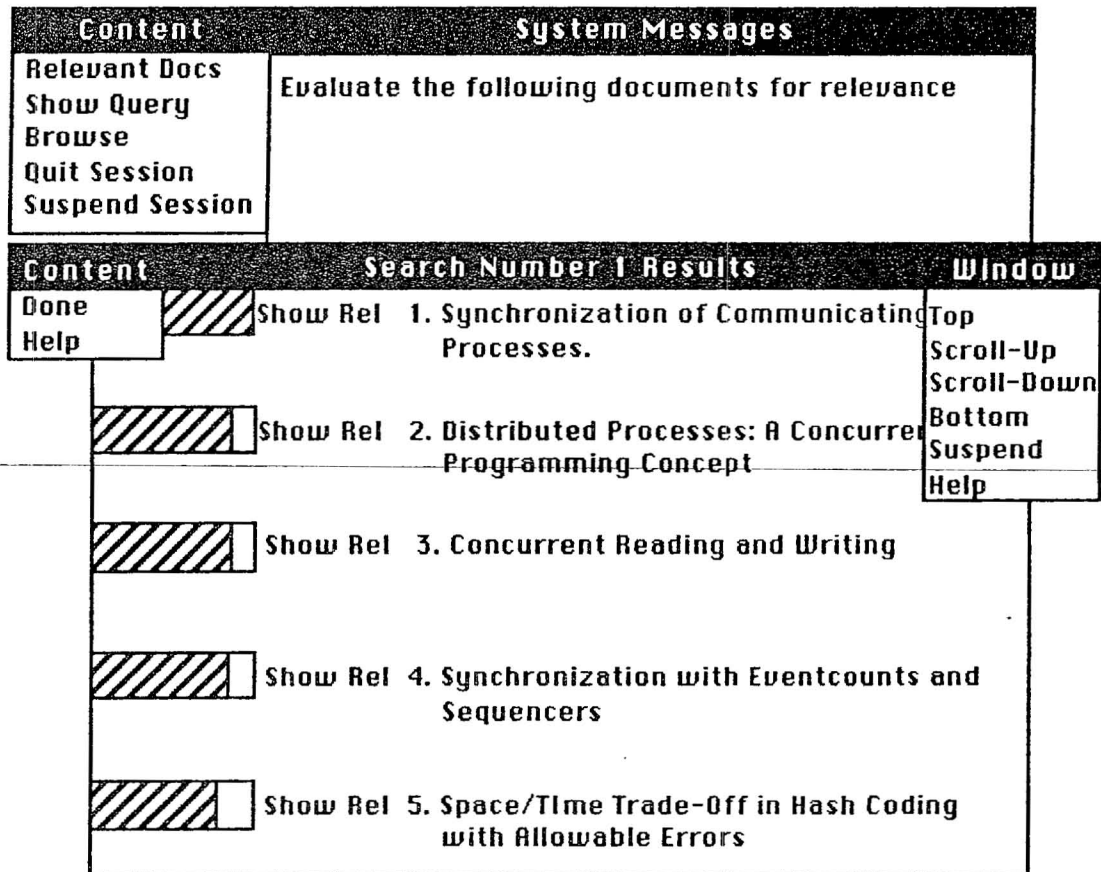 Content System Messages
Relevant Docs
Show Query
Browse
Quit Session
Suspend Session
Evaluate the following documents for relevance
Content Search Number 1 Results Window
Done
Help
Show Rel 1. Synchronization of Communicating
Processes.
Show Rel 2. Distributed Processes: A Concurre
Programming Concept
Show Rel 3. Concurrent Reading and Writing
Show Rel 4. Synchronization with Eventcounts and
Sequencers
Show Rel 5. Space/Time Trade-Off in Hash Coding
with Allowable Errors
Top
Scroll-Up
Scroll-Down
Bottom
Suspend
Help